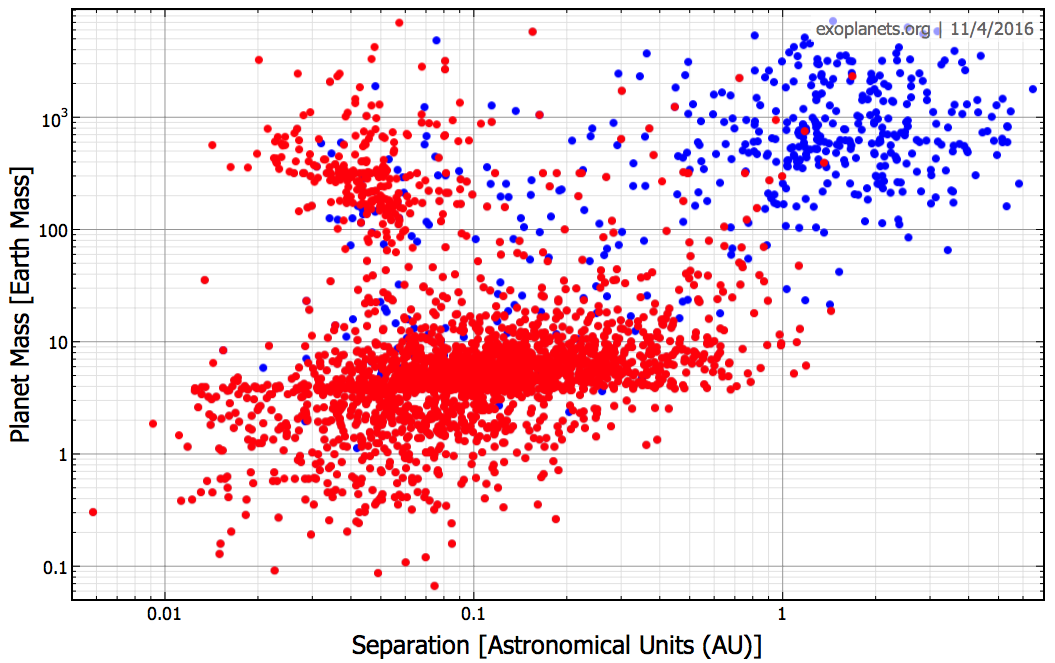 exoplanets.org | 11/4/2016
10³
100
10
1
0.1
Planet Mass [Earth Mass]
0.01 0.1 1
Separation [Astronomical Units (AU)]